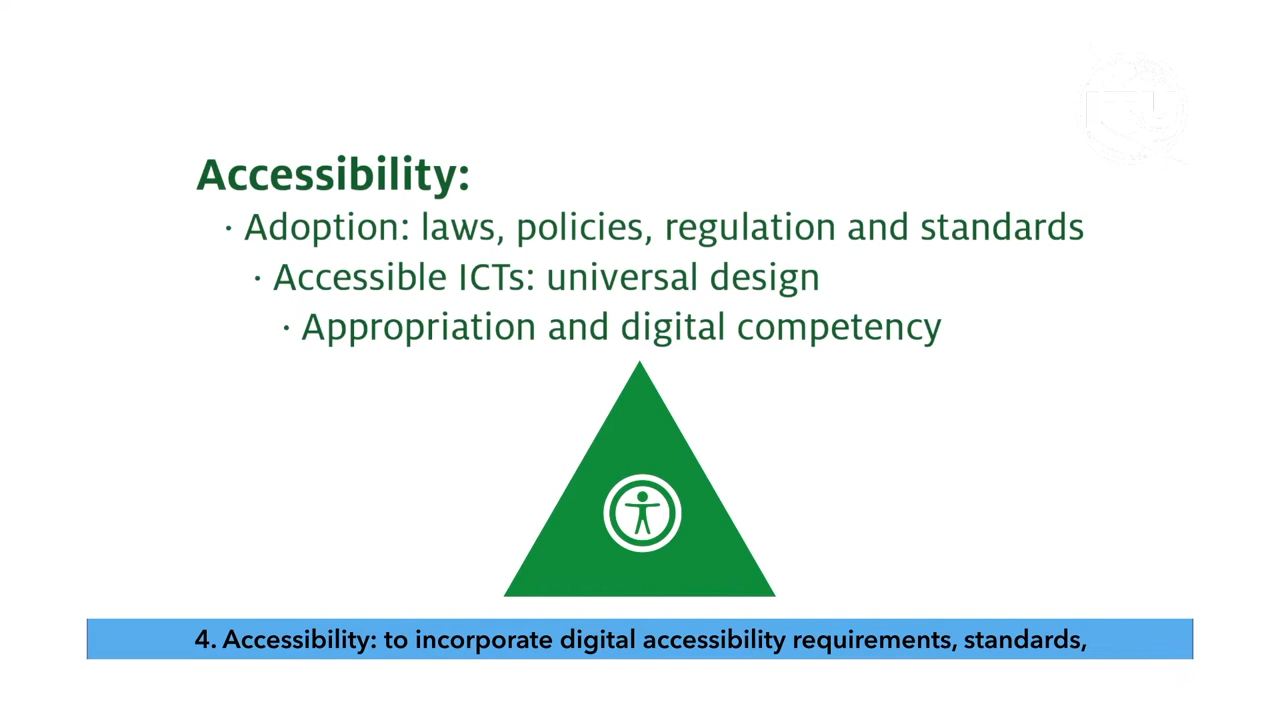 Accessibility:
· Adoption: laws, policies, regulation and standards
· Accessible ICTs: universal design
· Appropriation and digital competency
4. Accessibility: to incorporate digital accessibility requirements, standards,